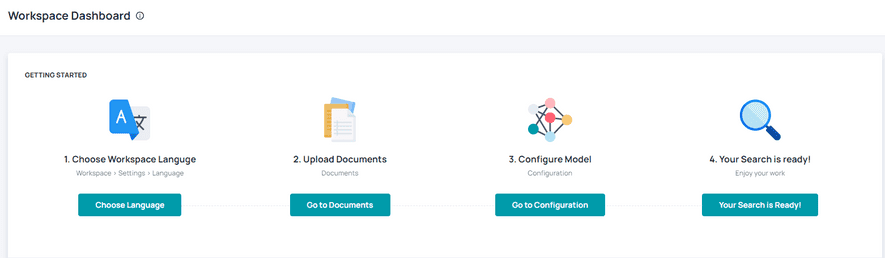 Workspace Dashboard
GETTING STARTED
A 文
1. Choose Workspace Languge
2. Upload Documents
3. Configure Model
4. Your Search is ready!
Workspace > Settings > Language
Documents
Configuration
Enjoy your work
Choose Language
Go to Documents
Go to Configuration
Your Search is Ready!